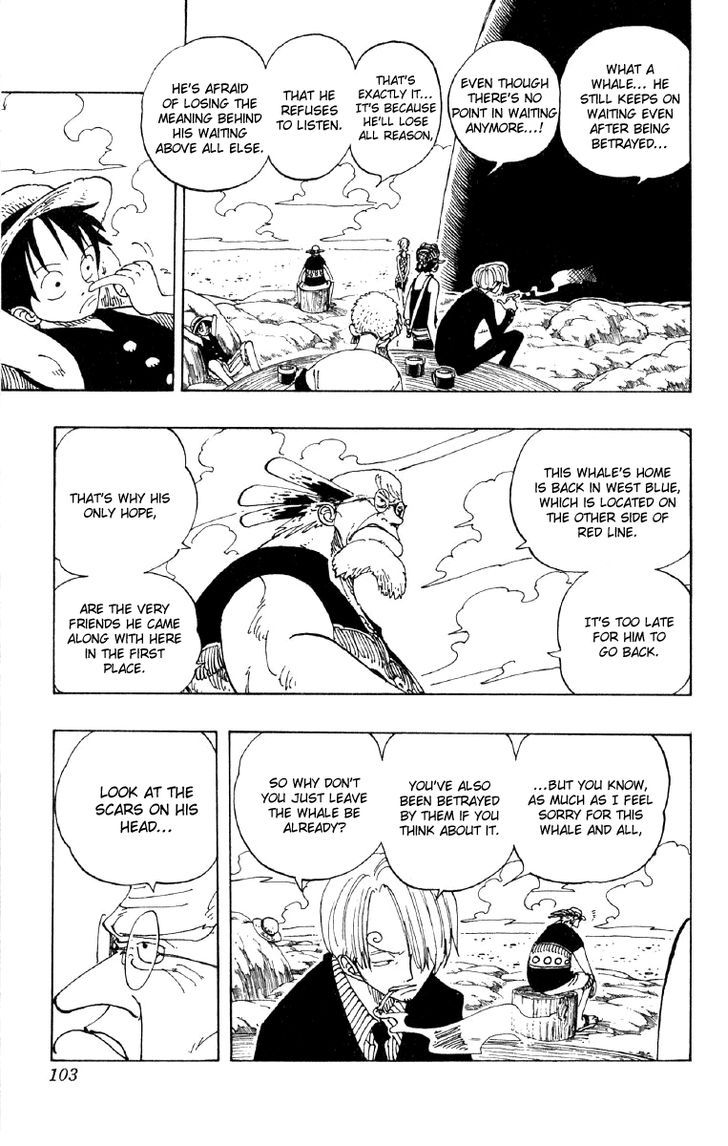 WHAT A
WHALE... HE
STILL KEEPS ON
WAITING EVEN
AFTER BEING
BETRAYED...
EVEN THOUGH
THERE'S NO
POINT IN WAITING
ANYMORE...!
THAT'S
EXACTLY IT...
IT'S BECAUSE
HE'LL LOSE
ALL REASON,
THAT HE
REFUSES
TO LISTEN.
HE'S AFRAID
OF LOSING THE
MEANING BEHIND
HIS WAITING
ABOVE ALL ELSE.
THIS WHALE'S HOME
IS BACK IN WEST BLUE,
WHICH IS LOCATED ON
THE OTHER SIDE OF
RED LINE.
IT'S TOO LATE
FOR HIM TO
GO BACK.
THAT'S WHY HIS
ONLY HOPE,
ARE THE VERY
FRIENDS HE CAME
ALONG WITH HERE
IN THE FIRST
PLACE.
...BUT YOU KNOW,
AS MUCH AS I FEEL
SORRY FOR THIS
WHALE AND ALL,
YOU'VE ALSO
BEEN BETRAYED
BY THEM IF YOU
THINK ABOUT IT.
SO WHY DON'T
YOU JUST LEAVE
THE WHALE BE
ALREADY?
LOOK AT THE
SCARS ON HIS
HEAD...
103